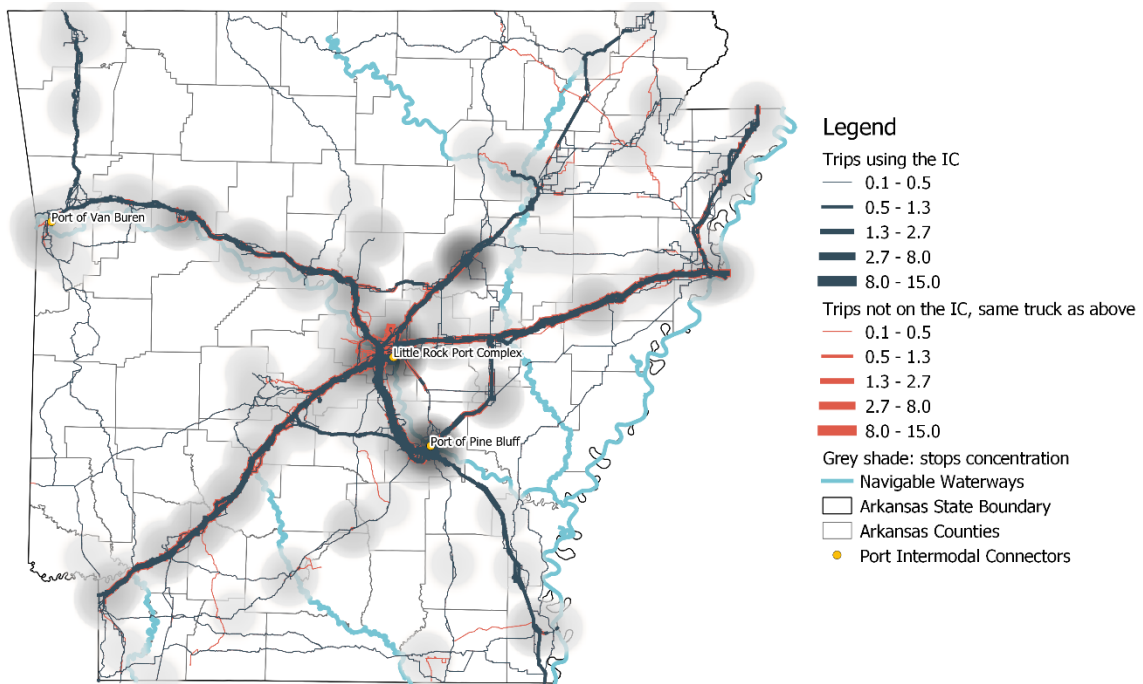 Port of Van Buren
Little Rock Port Complex
Port of Pine Bluff
Legend
Trips using the IC
0.1 - 0.5
0.5 - 1.3
1.3 - 2.7
2.7 - 8.0
8.0 - 15.0
Trips not on the IC, same truck as above
0.1 - 0.5
0.5 - 1.3
1.3 - 2.7
2.7 - 8.0
8.0 - 15.0
Grey shade: stops concentration
Navigable Waterways
Arkansas State Boundary
Arkansas Counties
Port Intermodal Connectors